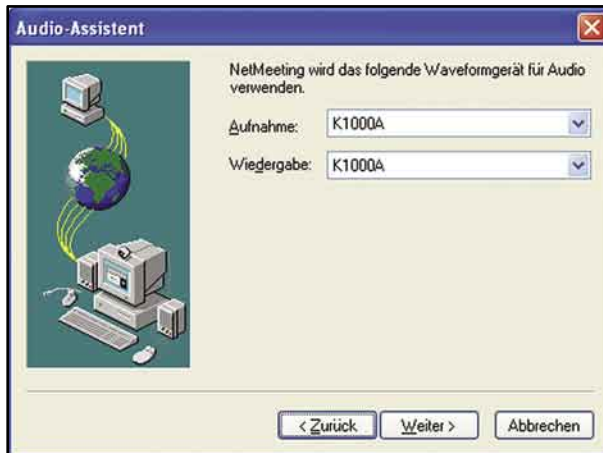 Audio-Assistent
NetMeeting wird das folgende Waveformgerät für Audio
verwenden.
Aufnahme: K1000A
Wiedergabe: K1000A
< Zurück Weiter > Abbrechen